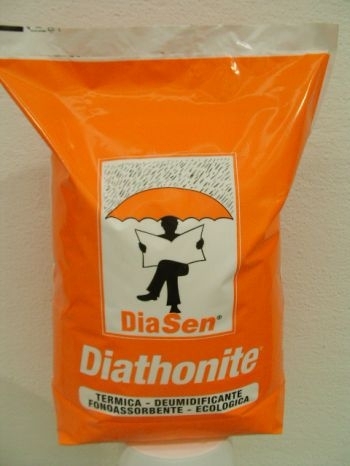 DiaSen®
Diathonite®
TERMICA - DEUMIDIFICANTE
FONOASSORBENTE - ECOLOGICA